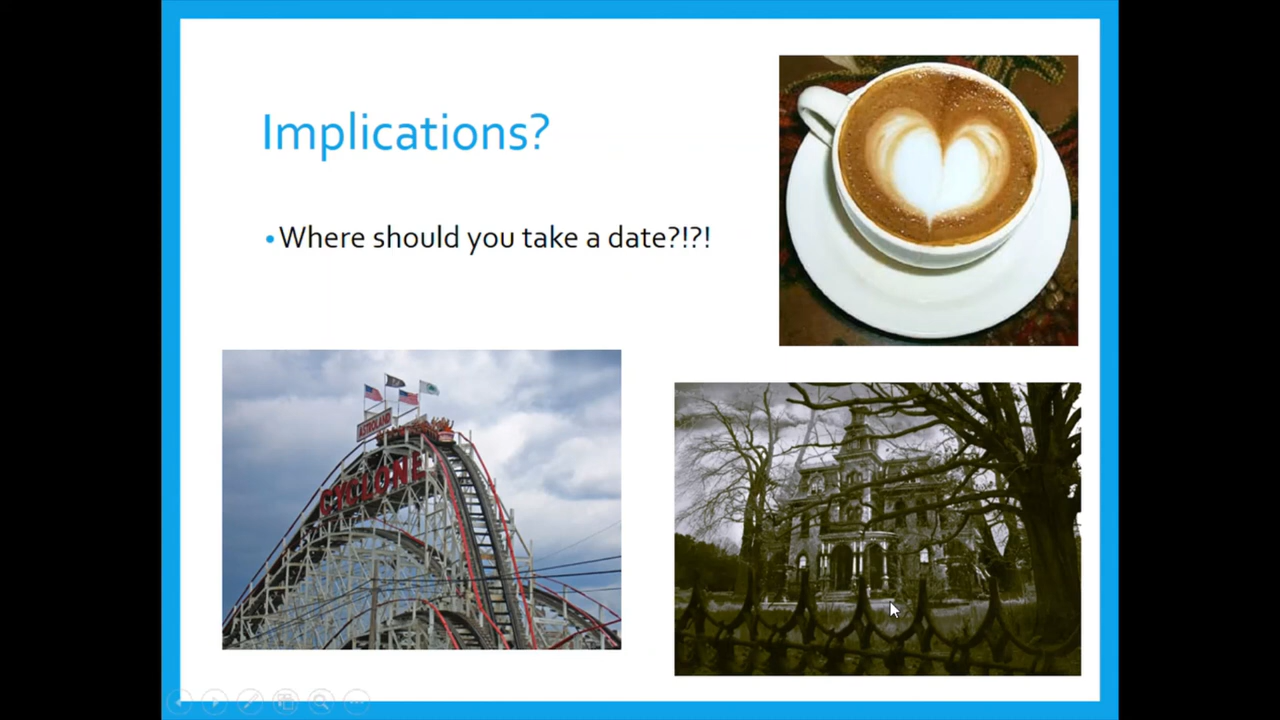 Implications?
• Where should you take a date?!?!
ASTROLAND
CYCLONE